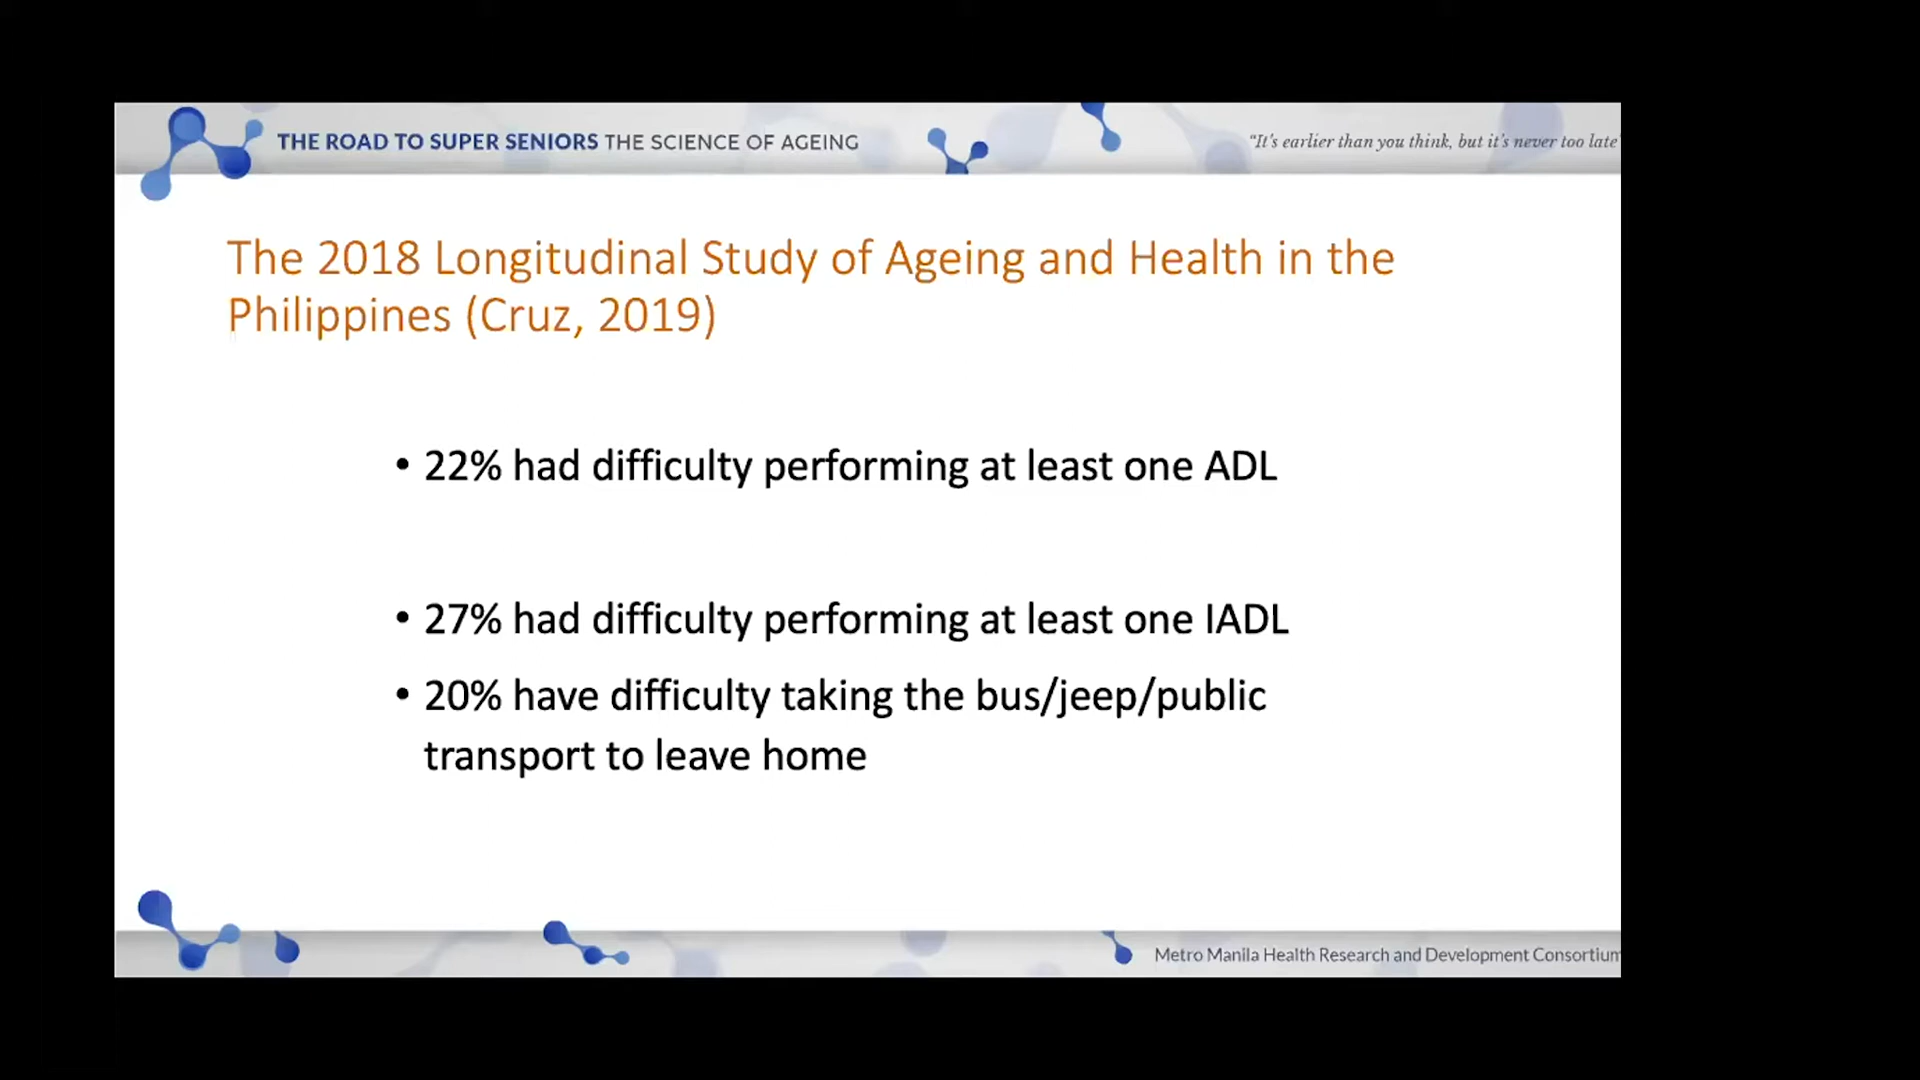 THE ROAD TO SUPER SENIORS THE SCIENCE OF AGEING
“It’s earlier than you think, but it’s never too late”
The 2018 Longitudinal Study of Ageing and Health in the
Philippines (Cruz, 2019)
• 22% had difficulty performing at least one ADL
• 27% had difficulty performing at least one IADL
• 20% have difficulty taking the bus/jeep/public
transport to leave home
Metro Manila Health Research and Development Consortium